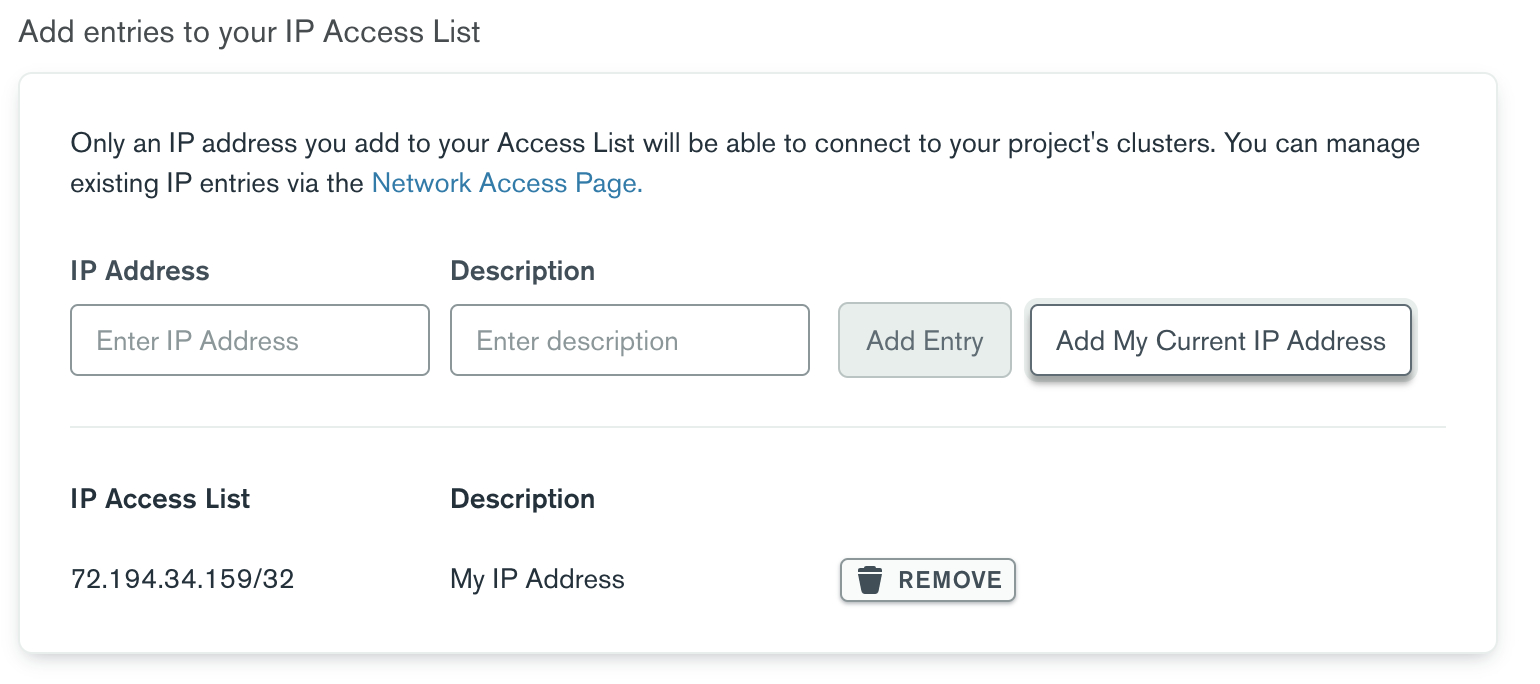 Add entries to your IP Access List
Only an IP address you add to your Access List will be able to connect to your project's clusters. You can manage
existing IP entries via the Network Access Page.
IP Address Description
Enter IP Address Enter description Add Entry Add My Current IP Address
IP Access List Description
72.194.34.159/32 My IP Address REMOVE